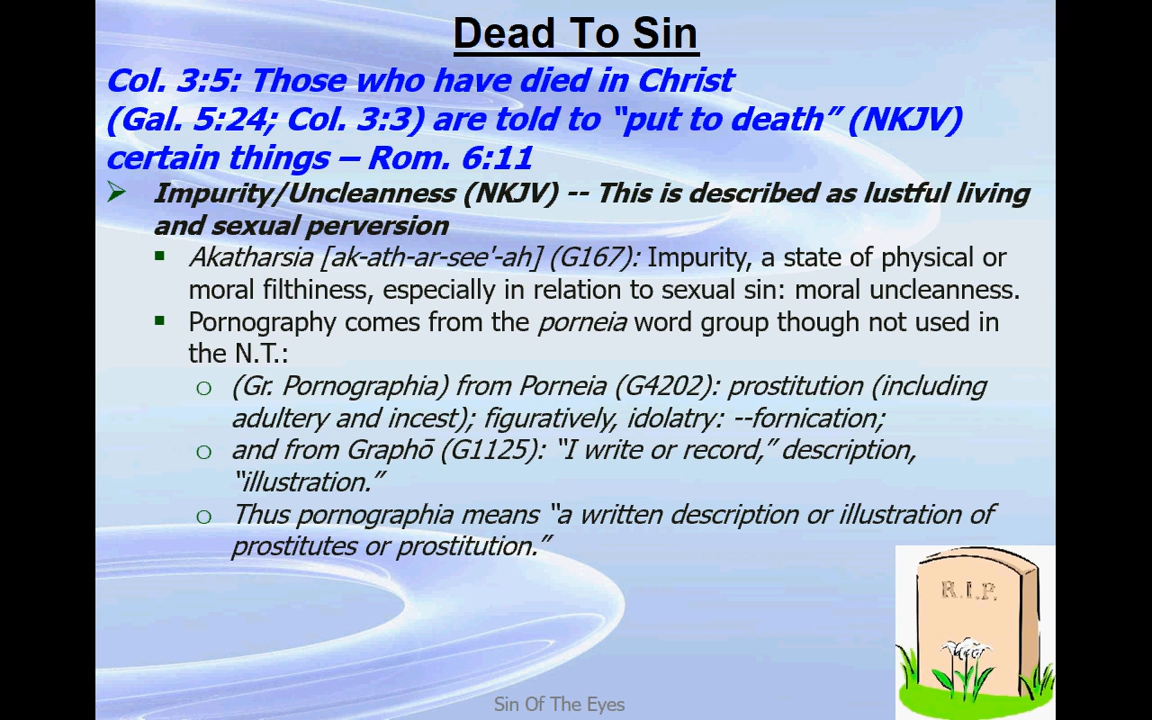 Dead To Sin
Col. 3:5: Those who have died in Christ
(Gal. 5:24; Col. 3:3) are told to “put to death” (NKJV)
certain things – Rom. 6:11
Impurity/Uncleanness (NKJV) -- This is described as lustful living
and sexual perversion
Akatharsia [ak-ath-ar-see'-ah] (G167): Impurity, a state of physical or
moral filthiness, especially in relation to sexual sin: moral uncleanness.
Pornography comes from the porneia word group though not used in
the N.T.:
(Gr. Pornographia) from Porneia (G4202): prostitution (including
adultery and incest); figuratively, idolatry: --fornication;
and from Graphō (G1125): “I write or record,” description,
“illustration.”
Thus pornographia means “a written description or illustration of
prostitutes or prostitution.”
R.I.P.
Sin Of The Eyes